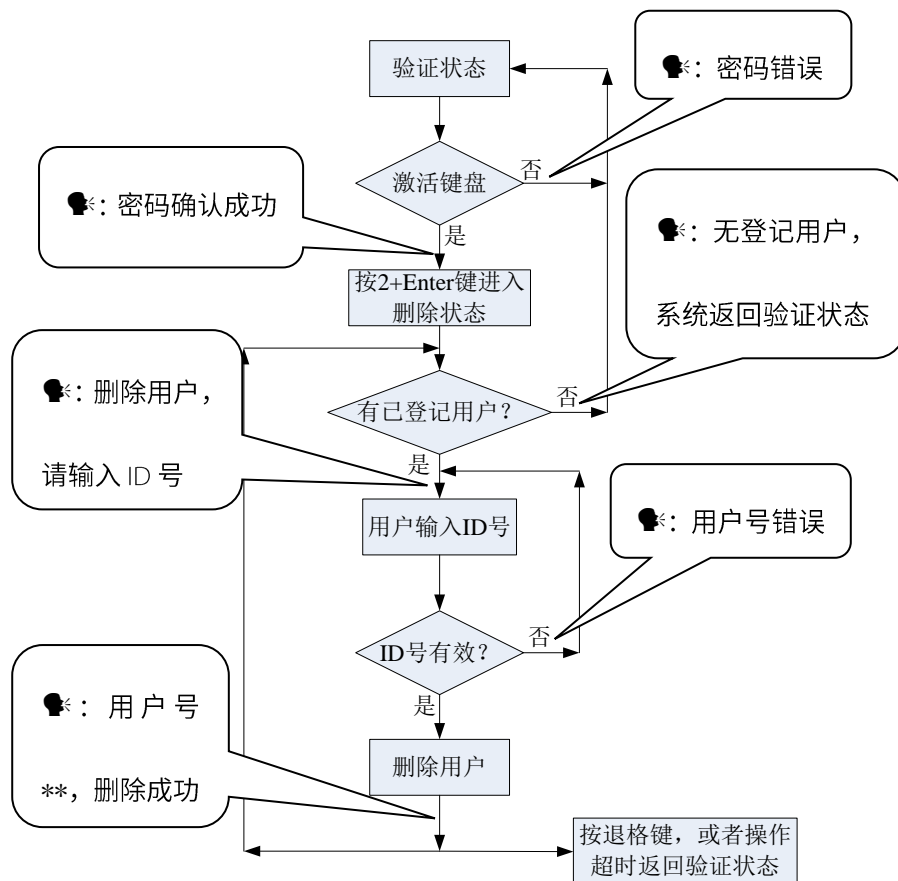 验证状态
：密码错误
激活键盘
否
：密码确认成功
是
：无登记用户，
系统返回验证状态
按2+Enter键进入
删除状态
：删除用户，
请输入 ID 号
有已登记用户？
否
是
用户输入ID号
：用户号错误
ID号有效？
否
是
：用户号
**，删除成功
删除用户
按退格键，或者操作
超时返回验证状态